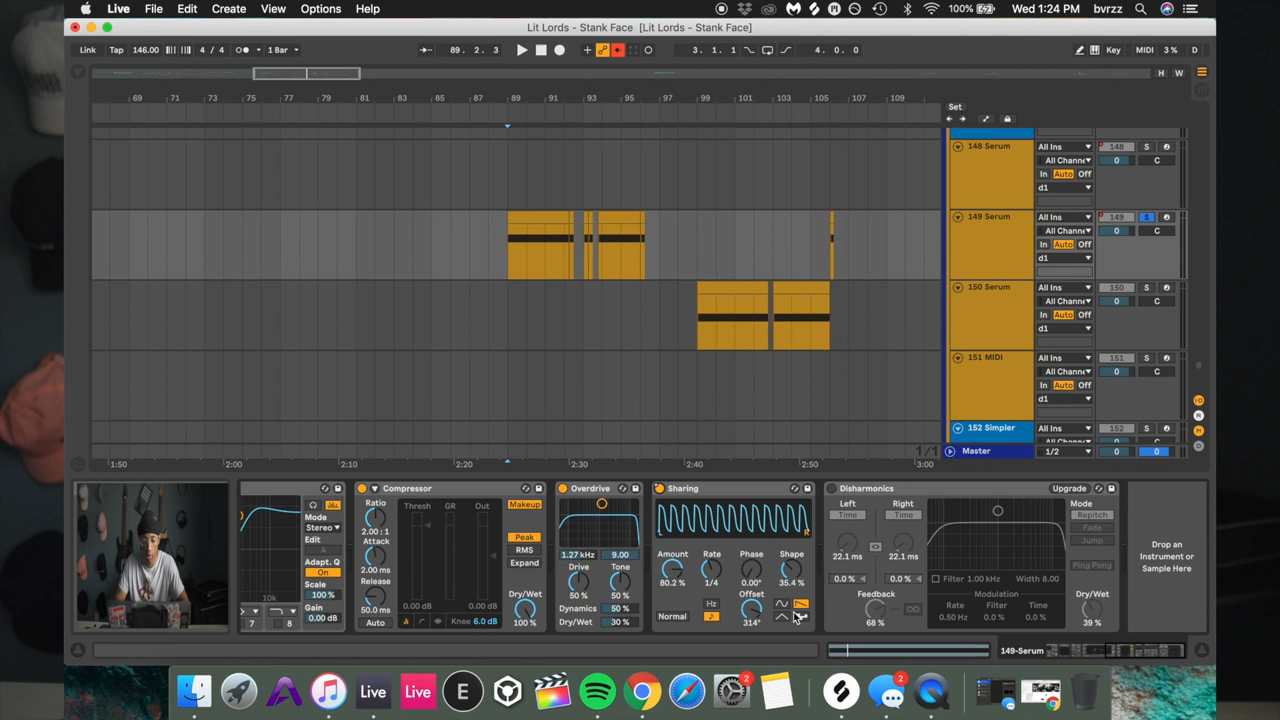 Live File Edit Create View Options Help 100% Wed 1:24 PM bvrzz
Lit Lords - Stank Face [Lit Lords - Stank Face]
Link Tap 146.00 4 / 4 1 Bar 89. 2. 3 3. 1. 1 4. 0. 0 Key MIDI 3 % D
H W
69 71 73 75 77 79 81 83 85 87 89 91 93 95 99 101 103 105 107 109
Set
148 Serum All Ins 148 S
All Channe 0 C
In Auto Off
d1
149 Serum All Ins 149 S
All Channe 0 C
In Auto Off
d1
150 Serum All Ins 150 S
All Channe 0 C
In Auto Off
d1
151 MIDI All Ins 151 S
All Channe 0 C
In Auto Off
d1
152 Simpler All Ins 152 S
1/1 Master 1/2 0 0
1:50 2:00 2:10 2:20 2:30 2:40 2:50 3:00
Mode
Stereo
Edit
A
Adapt. Q
On
Scale
100 %
Gain
0.00 dB
10k
7 8
Compressor
Ratio
2.00 : 1
Attack
2.00 ms
Release
50.0 ms
Auto
Thresh GR Out
0.00 dB 0.00 dB
Knee 6.0 dB
Makeup
Peak
RMS
Expand
Dry/Wet
100 %
Overdrive
1.27 kHz 9.00
Drive Tone
50 % 50 %
Dynamics 50 %
Dry/Wet 30 %
Sharing
R
Amount Rate Phase Shape
80.2 % 1/4 0.00° 35.4 %
Hz Offset
Normal 314°
Disharmonics Upgrade
Left Right
Time Time
22.1 ms 22.1 ms
0.0 % 0.0 %
Feedback
68 %
Filter 1.00 kHz Width 8.00
Modulation
Rate Filter Time
0.50 Hz 0.0 % 0.0 %
Mode
Repitch
Fade
Jump
Ping Pong
Dry/Wet
39 %
Drop an
Instrument or
Sample Here
149-Serum
Live Live E 2 2